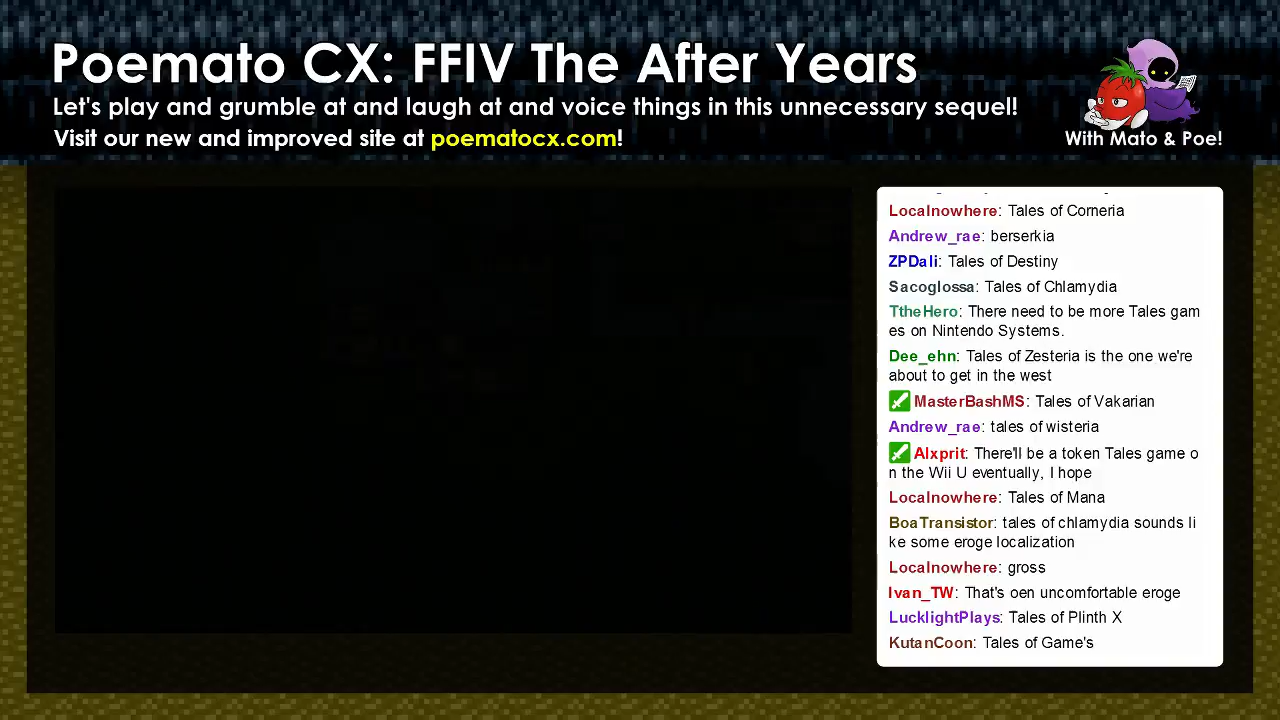 Poemato CX: FFIV The After Years
Let's play and grumble at and laugh at and voice things in this unnecessary sequel!
Visit our new and improved site at poematocx.com!
With Mato & Poe!
Localnowhere: Tales of Corneria
Andrew_rae: berserkia
ZPDali: Tales of Destiny
Sacoglossa: Tales of Chlamydia
TtheHero: There need to be more Tales gam
es on Nintendo Systems.
Dee_ehn: Tales of Zesteria is the one we're
about to get in the west
MasterBashMS: Tales of Vakarian
Andrew_rae: tales of wisteria
Alxprit: There'll be a token Tales game o
n the Wii U eventually, I hope
Localnowhere: Tales of Mana
BoaTransistor: tales of chlamydia sounds li
ke some eroge localization
Localnowhere: gross
Ivan_TW: That's oen uncomfortable eroge
LucklightPlays: Tales of Plinth X
KutanCoon: Tales of Game's